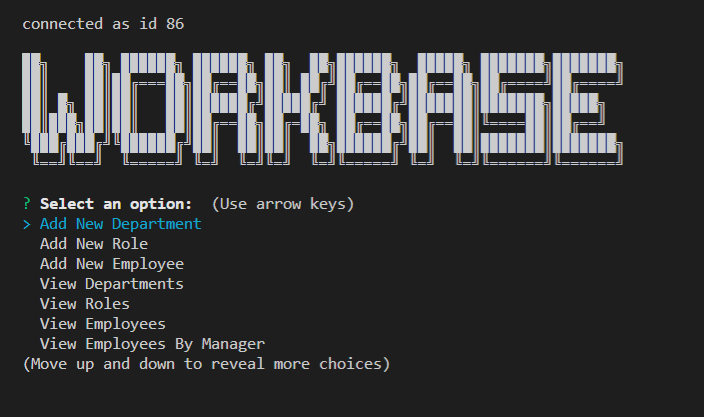 connected as id 86
WORKBASE
? Select an option:  (Use arrow keys)
> Add New Department
Add New Role
Add New Employee
View Departments
View Roles
View Employees
View Employees By Manager
(Move up and down to reveal more choices)